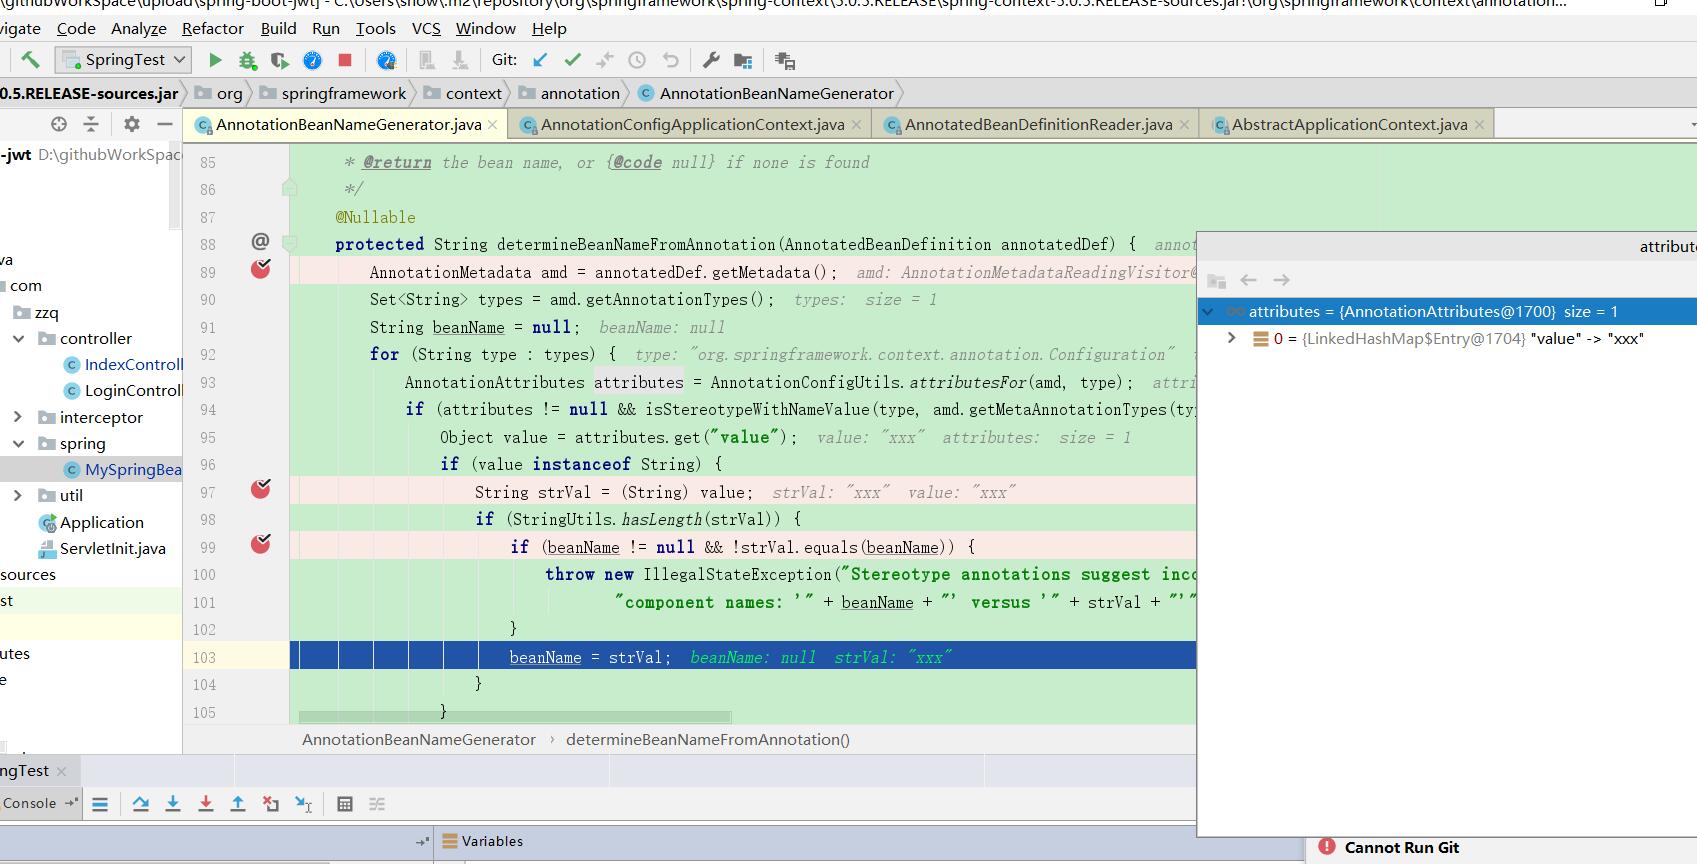 \githubWorkSpace\upload\spring-boot-jwt] - C:\Users\snow\.m2\repository\org\springframework\spring-context\5.0.5.RELEASE\spring-context-5.0.5.RELEASE-sources.jar!\org\springframework\context\annotation...
vigate Code Analyze Refactor Build Run Tools VCS Window Help
SpringTest Git:
0.5.RELEASE-sources.jar org springframework context annotation AnnotationBeanNameGenerator
AnnotationBeanNameGenerator.java AnnotationConfigApplicationContext.java AnnotatedBeanDefinitionReader.java AbstractApplicationContext.java
-jwt D:\githubWorkSpac
va
com
zzq
controller
IndexControll
LoginControl
interceptor
spring
MySpringBea
util
Application
ServletInit.java
sources
st
utes
e
85 * @return the bean name, or {@code null} if none is found
86 */
87 @Nullable
88 @ protected String determineBeanNameFromAnnotation(AnnotatedBeanDefinition annotatedDef) { annot
89 AnnotationMetadata amd = annotatedDef.getMetadata(); amd: AnnotationMetadataReadingVisitor@
90 Set<String> types = amd.getAnnotationTypes(); types: size = 1
91 String beanName = null; beanName: null
92 for (String type : types) { type: "org.springframework.context.annotation.Configuration" t
93 AnnotationAttributes attributes = AnnotationConfigUtils.attributesFor(amd, type); attri
94 if (attributes != null && isStereotypeWithNameValue(type, amd.getMetaAnnotationTypes(ty
95 Object value = attributes.get("value"); value: "xxx" attributes: size = 1
96 if (value instanceof String) {
97 String strVal = (String) value; strVal: "xxx" value: "xxx"
98 if (StringUtils.hasLength(strVal)) {
99 if (beanName != null && !strVal.equals(beanName)) {
100 throw new IllegalStateException("Stereotype annotations suggest inco
101 "component names: '" + beanName + "' versus '" + strVal + "'"
102 }
103 beanName = strVal; beanName: null strVal: "xxx"
104 }
105 }
AnnotationBeanNameGenerator › determineBeanNameFromAnnotation()
attribute
attributes = {AnnotationAttributes@1700} size = 1
0 = {LinkedHashMap$Entry@1704} "value" -> "xxx"
ngTest
Console
Variables
Cannot Run Git